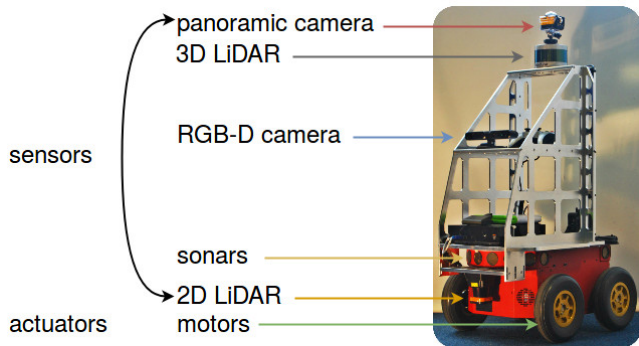 panoramic camera
3D LiDAR
RGB-D camera
sensors
sonars
2D LiDAR
actuators motors